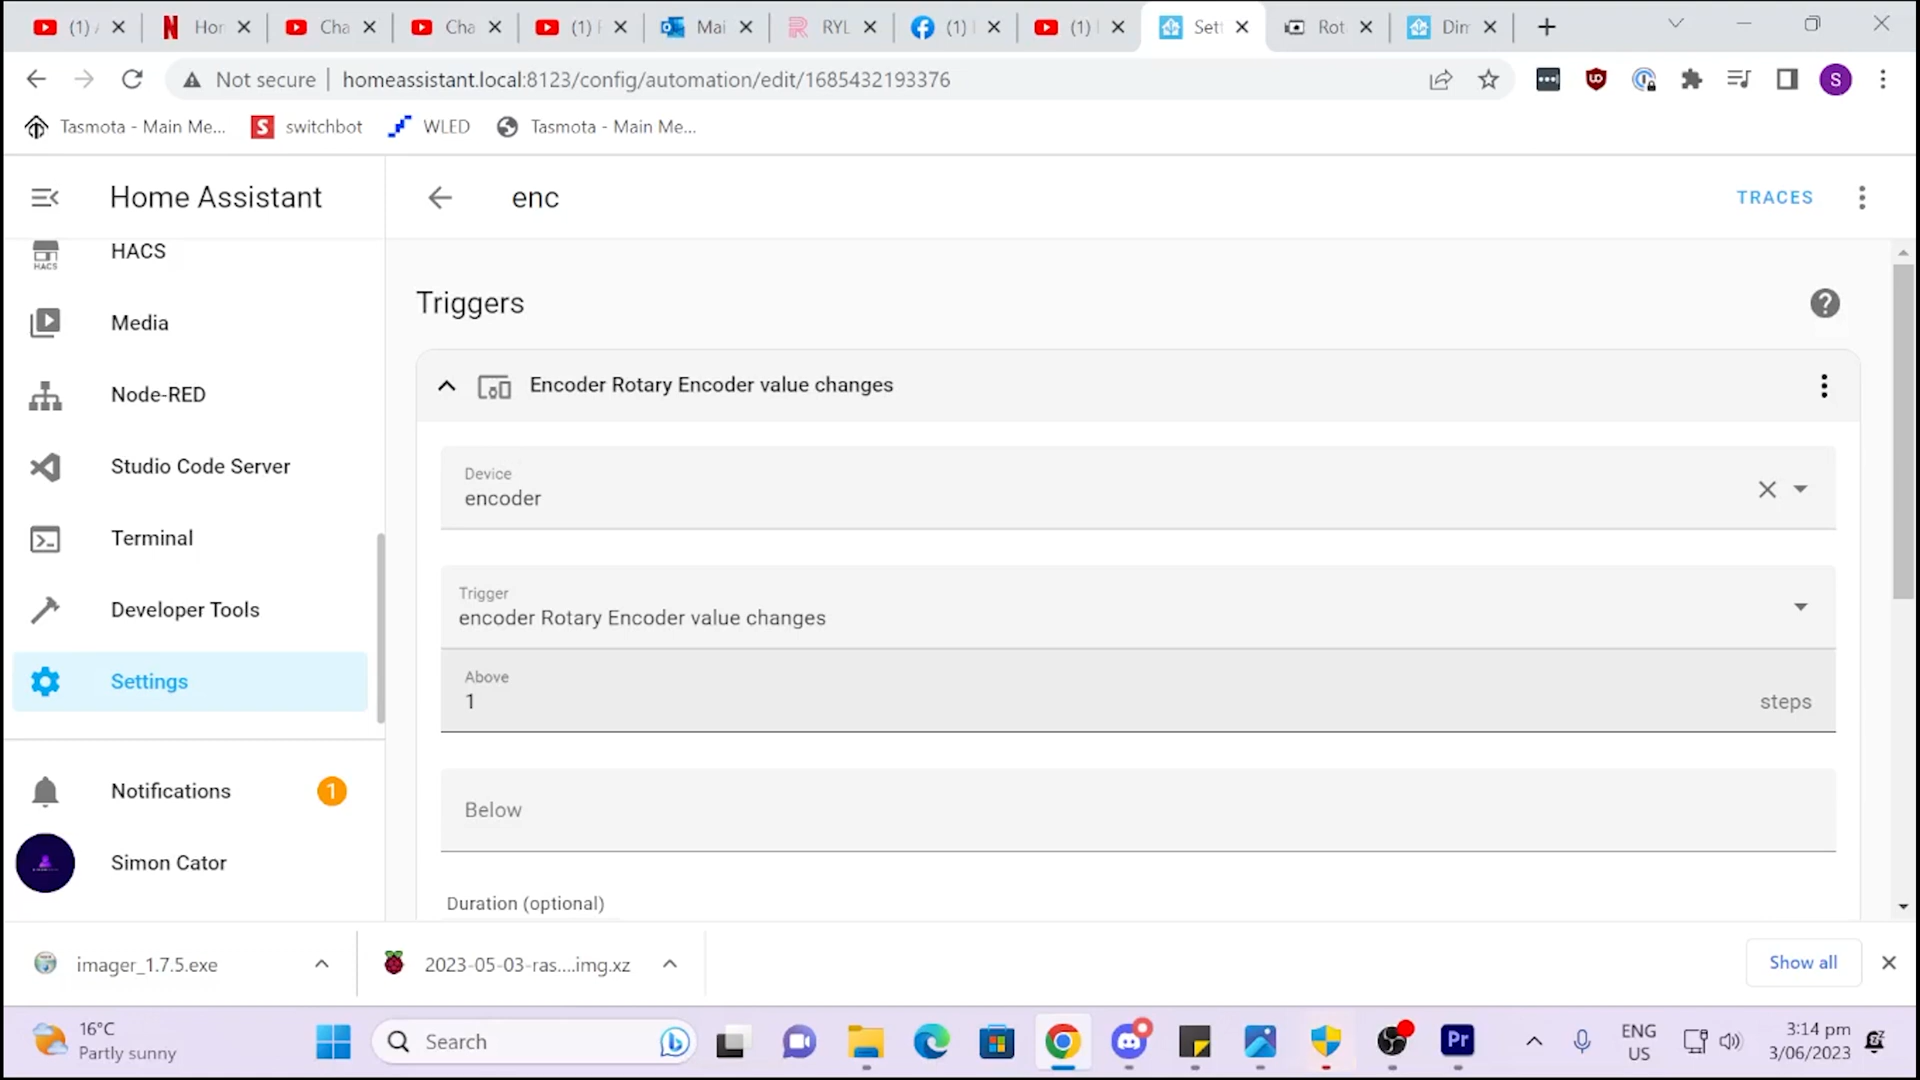 (1) /
Hor
Cha
Cha
(1) F
Mai
RYL
(1)
(1)
Sett
Rot
Dim
Not secure
homeassistant.local:8123/config/automation/edit/1685432193376
S
Tasmota - Main Me...
switchbot
WLED
Tasmota - Main Me...
Home Assistant
enc
TRACES
HACS
HACS
Media
Node-RED
Studio Code Server
Terminal
Developer Tools
Settings
Notifications
1
Simon Cator
Triggers
Encoder Rotary Encoder value changes
Device
encoder
Trigger
encoder Rotary Encoder value changes
Above
1
steps
Below
Duration (optional)
imager_1.7.5.exe
2023-05-03-ras....img.xz
Show all
16°C
Partly sunny
Search
Pr
ENG
US
3:14 pm
3/06/2023